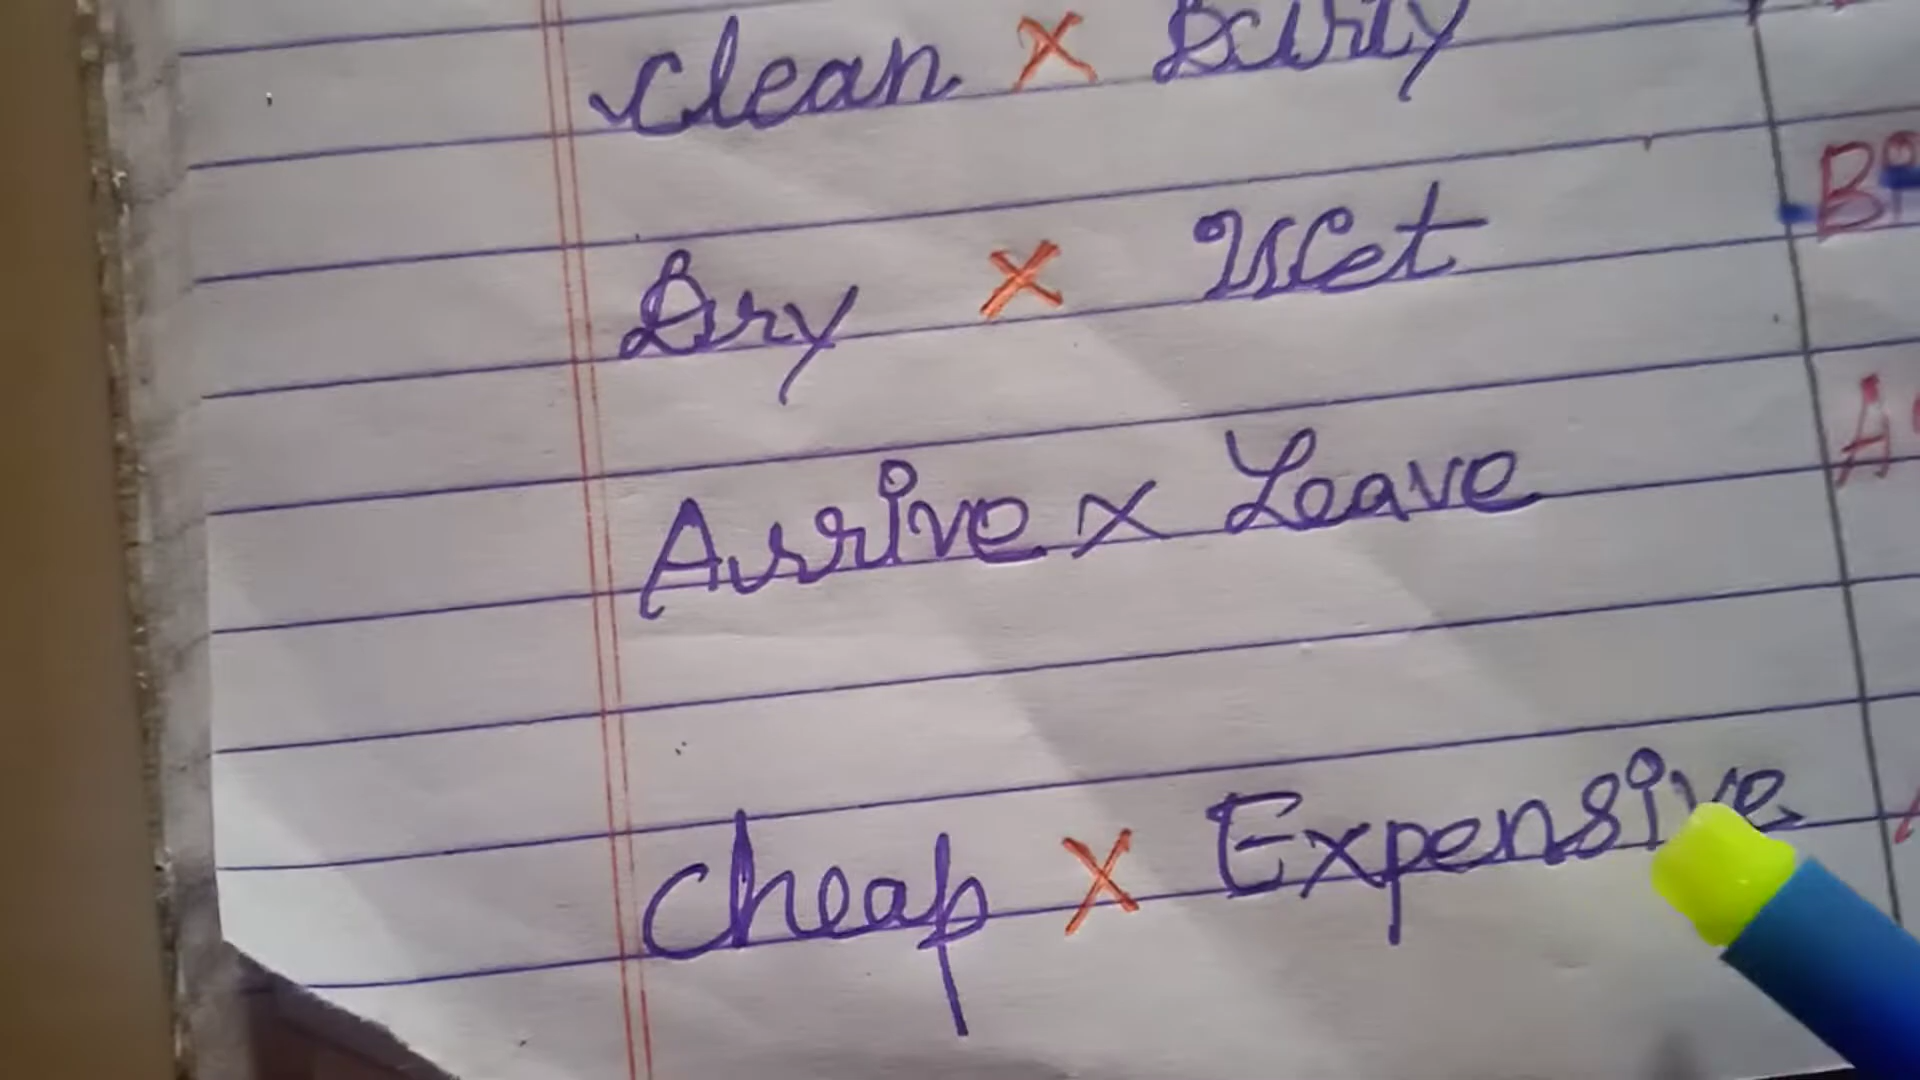 Clean × Dirty
Dry × Wet
Arrive × Leave
Cheap × Expensive